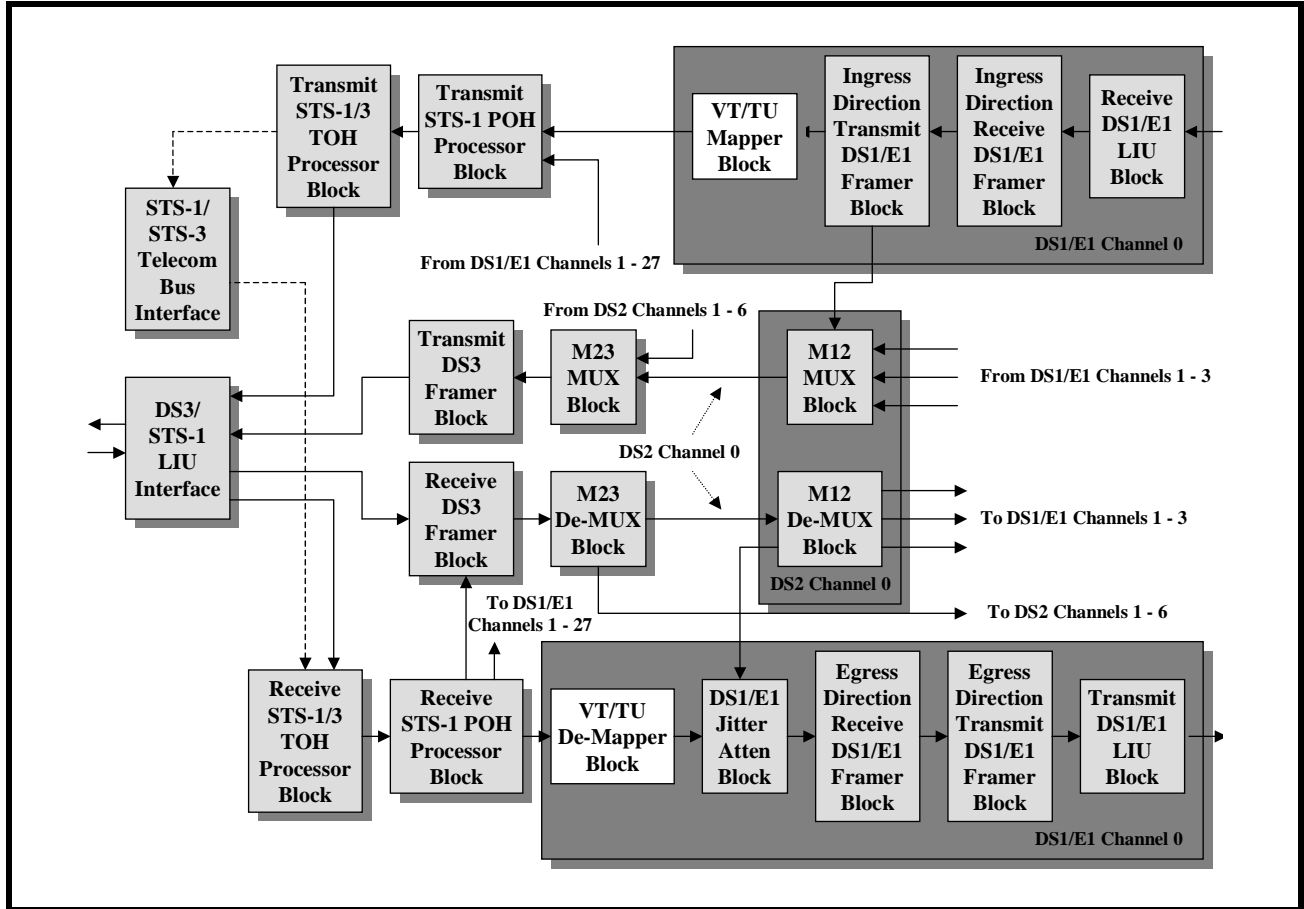 Transmit
STS-1/3
TOH
Processor
Block
Transmit
STS-1 POH
Processor
Block
VT/TU
Mapper
Block
Ingress
Direction
Transmit
DS1/E1
Framer
Block
Ingress
Direction
Receive
DS1/E1
Framer
Block
Receive
DS1/E1
LIU
Block
DS1/E1 Channel 0
STS-1/
STS-3
Telecom
Bus
Interface
From DS1/E1 Channels 1 - 27
From DS2 Channels 1 - 6
Transmit
DS3
Framer
Block
M23
MUX
Block
M12
MUX
Block
From DS1/E1 Channels 1 - 3
DS3/
STS-1
LIU
Interface
DS2 Channel 0
Receive
DS3
Framer
Block
M23
De-MUX
Block
M12
De-MUX
Block
To DS1/E1 Channels 1 - 3
DS2 Channel 0
To DS1/E1
Channels 1 - 27
To DS2 Channels 1 - 6
Receive
STS-1/3
TOH
Processor
Block
Receive
STS-1 POH
Processor
Block
VT/TU
De-Mapper
Block
DS1/E1
Jitter
Atten
Block
Egress
Direction
Receive
DS1/E1
Framer
Block
Egress
Direction
Transmit
DS1/E1
Framer
Block
Transmit
DS1/E1
LIU
Block
DS1/E1 Channel 0